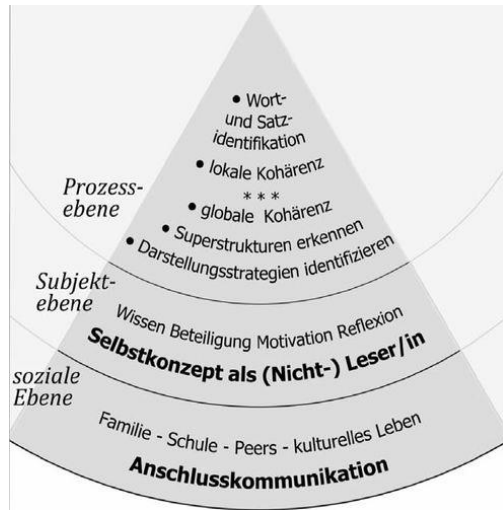 • Wort-
und Satz-
identifikation
• lokale Kohärenz
* * *
• globale Kohärenz
• Superstrukturen erkennen
• Darstellungsstrategien identifizieren
Prozess-
ebene
Wissen Beteiligung Motivation Reflexion
Selbstkonzept als (Nicht-) Leser/in
Subjekt-
ebene
Familie - Schule - Peers - kulturelles Leben
Anschlusskommunikation
soziale
Ebene